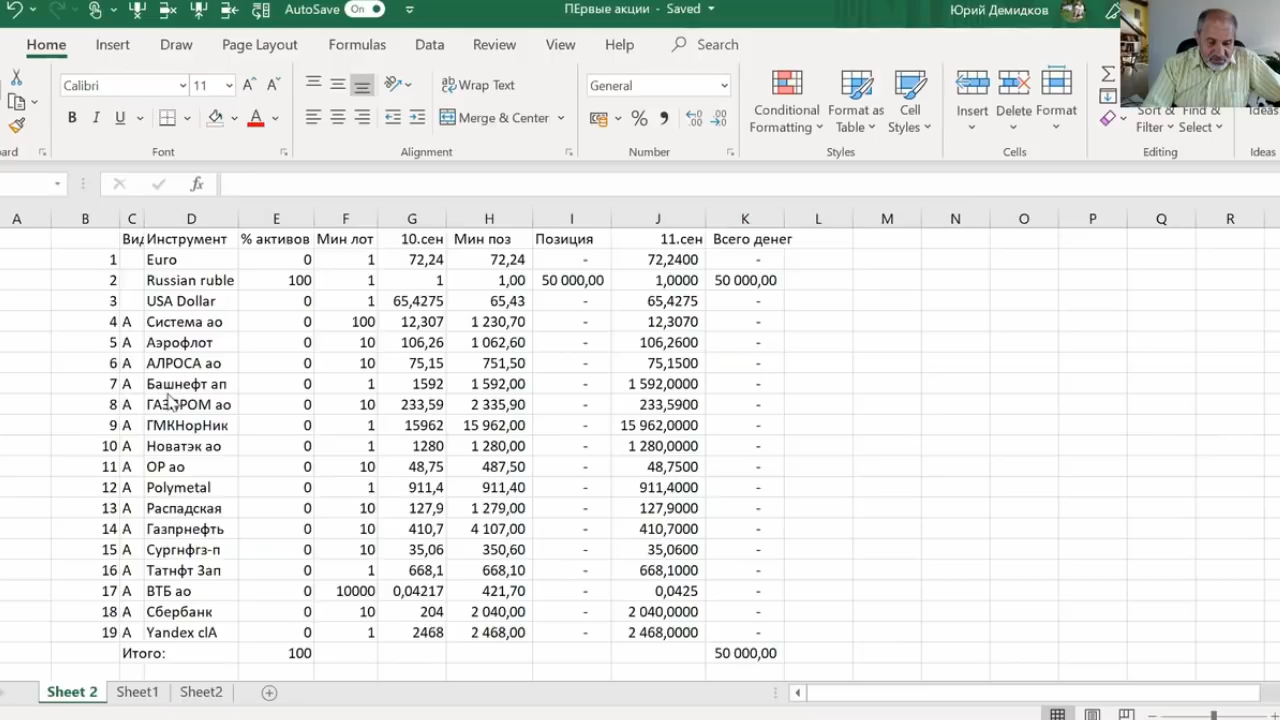 AutoSave On ПЕрвые акции - Saved Юрий Демидков
Home Insert Draw Page Layout Formulas Data Review View Help Search
Calibri 11 Wrap Text General
B I U Merge & Center % Conditional Formatting Format as Table Cell Styles Insert Delete Format Sort & Filter Find & Select Ideas
Font Alignment Number Styles Cells Editing Ideas
fx
A B C D E F G H I J K L M N O P Q R
Вид Инструмент % активов Мин лот 10.сен Мин поз Позиция 11.сен Всего денег
1 Euro 0 1 72,24 72,24 - 72,2400 -
2 Russian ruble 100 1 1 1,00 50 000,00 1,0000 50 000,00
3 USA Dollar 0 1 65,4275 65,43 - 65,4275 -
4 А Система ао 0 100 12,307 1 230,70 - 12,3070 -
5 А Аэрофлот 0 10 106,26 1 062,60 - 106,2600 -
6 А АЛРОСА ао 0 10 75,15 751,50 - 75,1500 -
7 А Башнефт ап 0 1 1592 1 592,00 - 1 592,0000 -
8 А ГАЗПРОМ ао 0 10 233,59 2 335,90 - 233,5900 -
9 А ГМКНорНик 0 1 15962 15 962,00 - 15 962,0000 -
10 А Новатэк ао 0 1 1280 1 280,00 - 1 280,0000 -
11 А ОР ао 0 10 48,75 487,50 - 48,7500 -
12 А Polymetal 0 1 911,4 911,40 - 911,4000 -
13 А Распадская 0 10 127,9 1 279,00 - 127,9000 -
14 А Газпрнефть 0 10 410,7 4 107,00 - 410,7000 -
15 А Сургнфгз-п 0 10 35,06 350,60 - 35,0600 -
16 А Татнфт 3ап 0 1 668,1 668,10 - 668,1000 -
17 А ВТБ ао 0 10000 0,04217 421,70 - 0,0425 -
18 А Сбербанк 0 10 204 2 040,00 - 2 040,0000 -
19 А Yandex clA 0 1 2468 2 468,00 - 2 468,0000 -
Итого: 100 50 000,00
Sheet 2 Sheet1 Sheet2